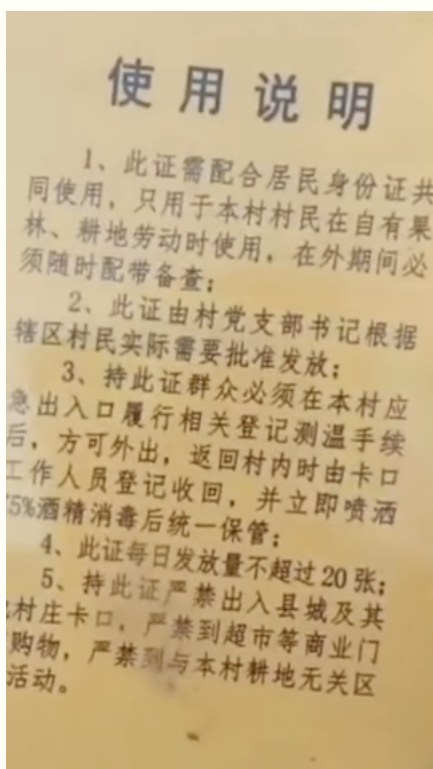 使用说明
1、此证需配合居民身份证共
同使用，只用于本村村民在自有果
林、耕地劳动时使用，在外期间必
须随时配带备查；
2、此证由村党支部书记根据
辖区村民实际需要批准发放；
3、持此证群众必须在本村应
急出入口履行相关登记测温手续
后，方可外出，返回村内时由卡口
工作人员登记收回，并立即喷洒
75%酒精消毒后统一保管；
4、此证每日发放量不超过20张；
5、持此证严禁出入县城及其
村庄卡口，严禁到超市等商业门
购物，严禁到与本村耕地无关区
活动。